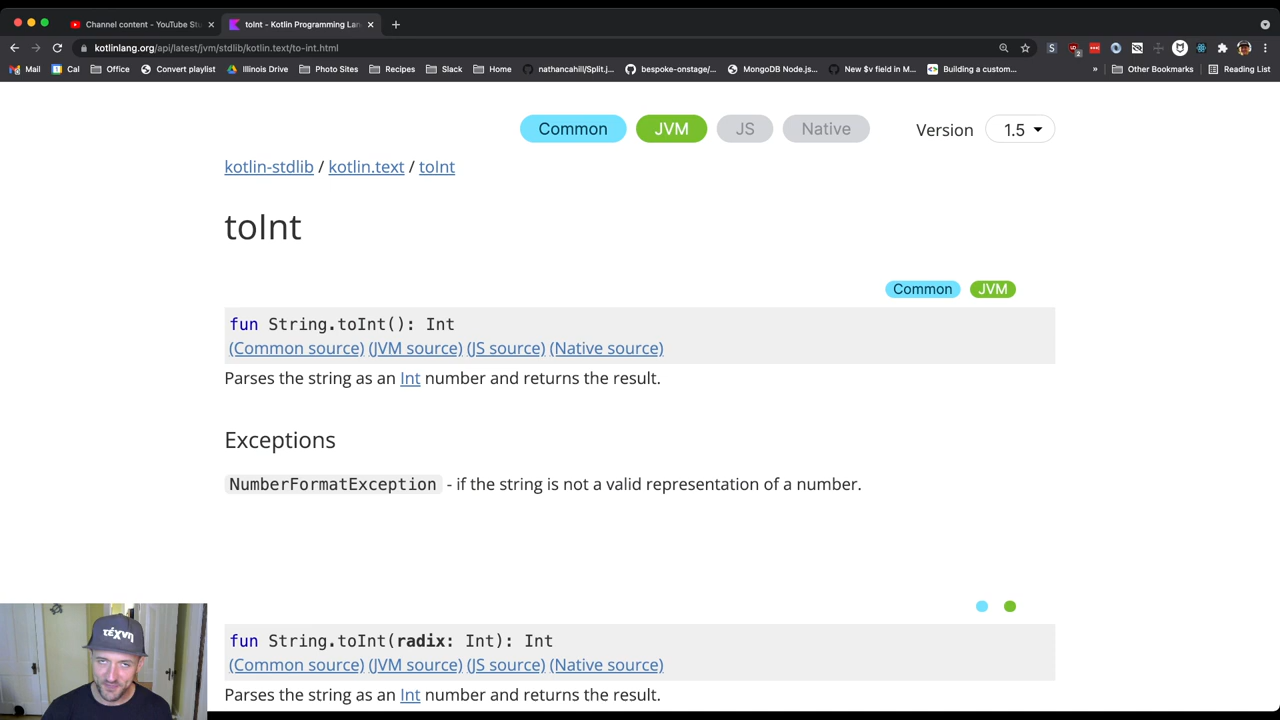 Channel content - YouTube St
toInt - Kotlin Programming Lan
kotlinlang.org/api/latest/jvm/stdlib/kotlin.text/to-int.html
Mail
Cal
Office
Convert playlist
Illinois Drive
Photo Sites
Recipes
Slack
Home
nathancahill/Split.j...
bespoke-onstage/...
MongoDB Node.js...
New $v field in M...
Building a custom...
»
Other Bookmarks
Reading List
Common
JVM
JS
Native
Version
1.5
kotlin-stdlib / kotlin.text / toInt
toInt
Common
JVM
fun String.toInt(): Int
(Common source) (JVM source) (JS source) (Native source)
Parses the string as an Int number and returns the result.
Exceptions
NumberFormatException - if the string is not a valid representation of a number.
fun String.toInt(radix: Int): Int
(Common source) (JVM source) (JS source) (Native source)
Parses the string as an Int number and returns the result.
τέχνη